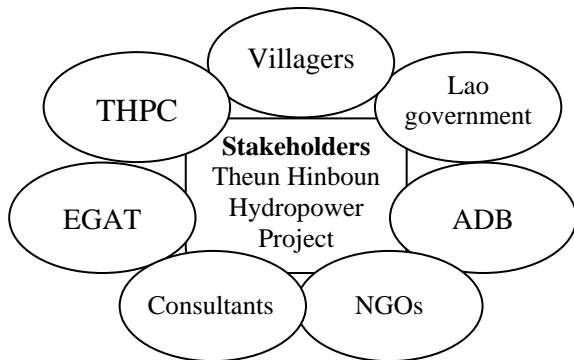 Villagers
Lao
government
THPC
Stakeholders
Theun Hinboun
Hydropower
Project
EGAT
ADB
Consultants
NGOs